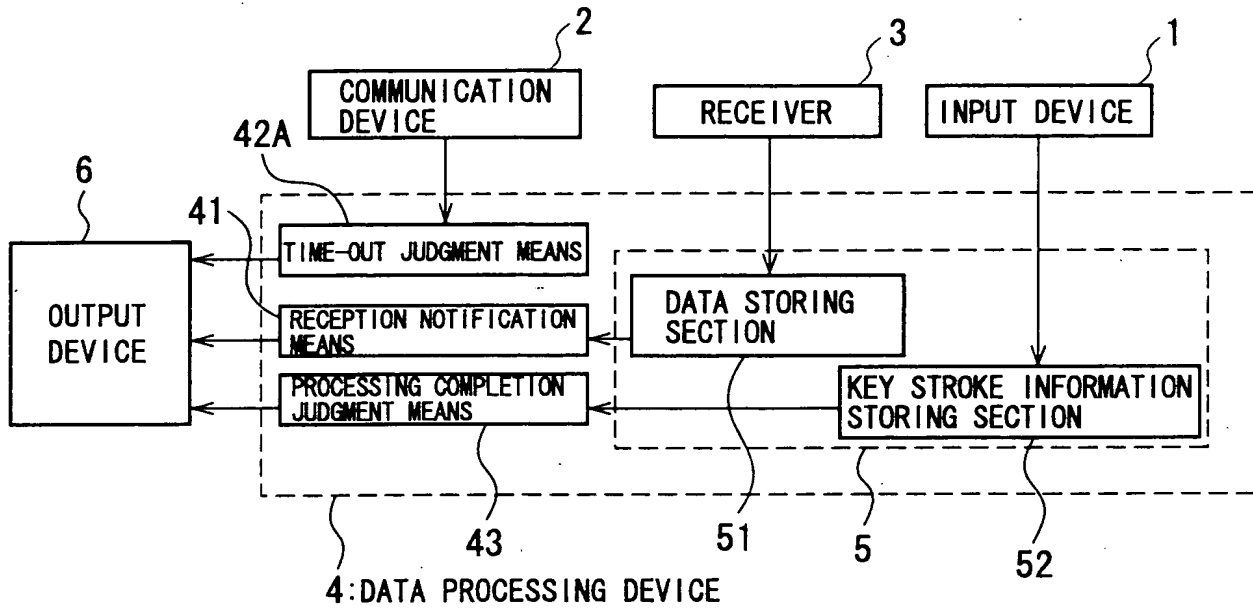 2
3
1
COMMUNICATION
DEVICE
RECEIVER
INPUT DEVICE
42A
6
41
TIME-OUT JUDGMENT MEANS
OUTPUT
DEVICE
RECEPTION NOTIFICATION
MEANS
DATA STORING
SECTION
PROCESSING COMPLETION
JUDGMENT MEANS
KEY STROKE INFORMATION
STORING SECTION
43
51
5
52
4:DATA PROCESSING DEVICE